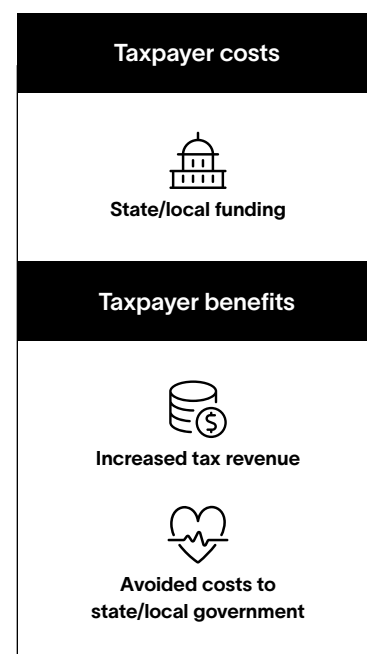 Taxpayer costs
State/local funding
Taxpayer benefits
$
Increased tax revenue
Avoided costs to
state/local government